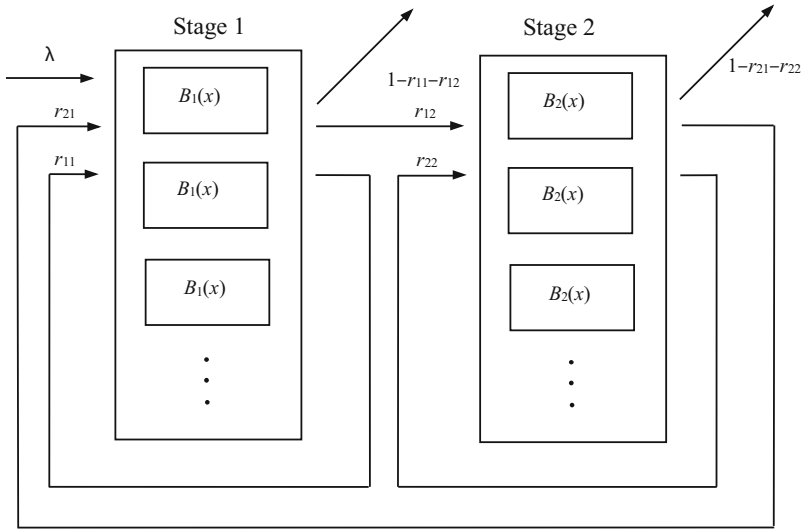 Stage 1
Stage 2
λ
B1(x)
1−r11−r12
B2(x)
1−r21−r22
r21
r12
r11
B1(x)
r22
B2(x)
B1(x)
B2(x)